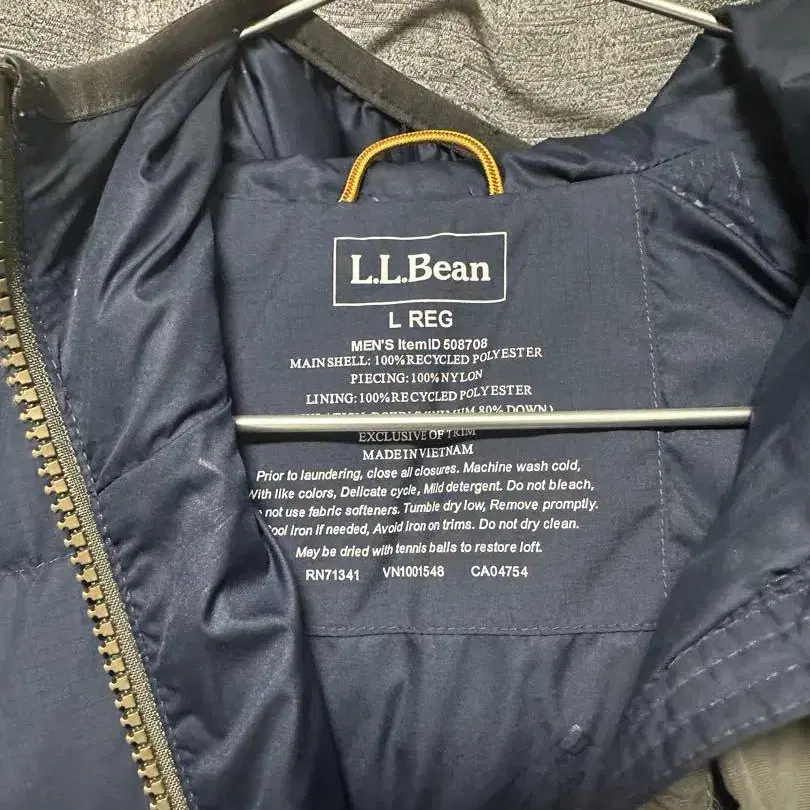 L.L.Bean
L REG
MEN'S ItemID 508708
MAIN SHELL: 100% RECYCLED POLYESTER
PIECING: 100% NYLON
LINING: 100% RECYCLED POLYESTER
80% DOWN)
EXCLUSIVE OF TRIM
MADE IN VIETNAM
Prior to laundering, close all closures. Machine wash cold,
With like colors, Delicate cycle, Mild detergent. Do not bleach,
not use fabric softeners. Tumble dry low, Remove promptly.
Cool iron if needed, Avoid iron on trims. Do not dry clean.
May be dried with tennis balls to restore loft.
RN71341 VN1001548 CA04754